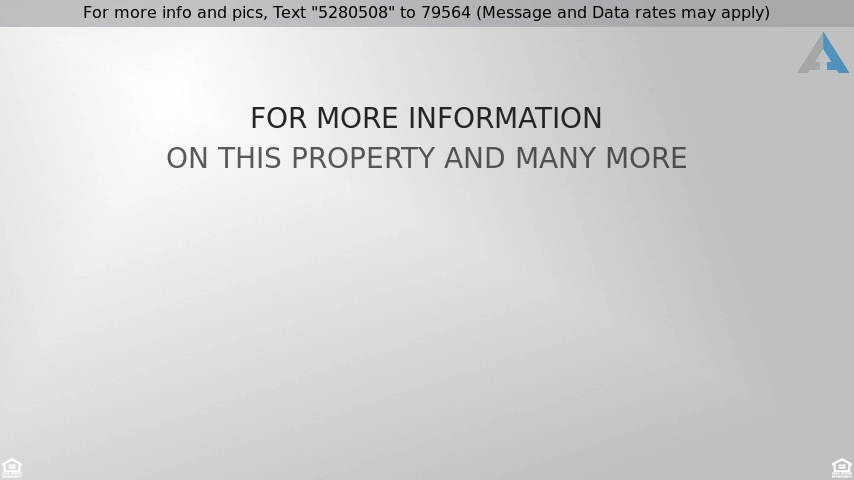 For more info and pics, Text "5280508" to 79564 (Message and Data rates may apply)
FOR MORE INFORMATION
ON THIS PROPERTY AND MANY MORE